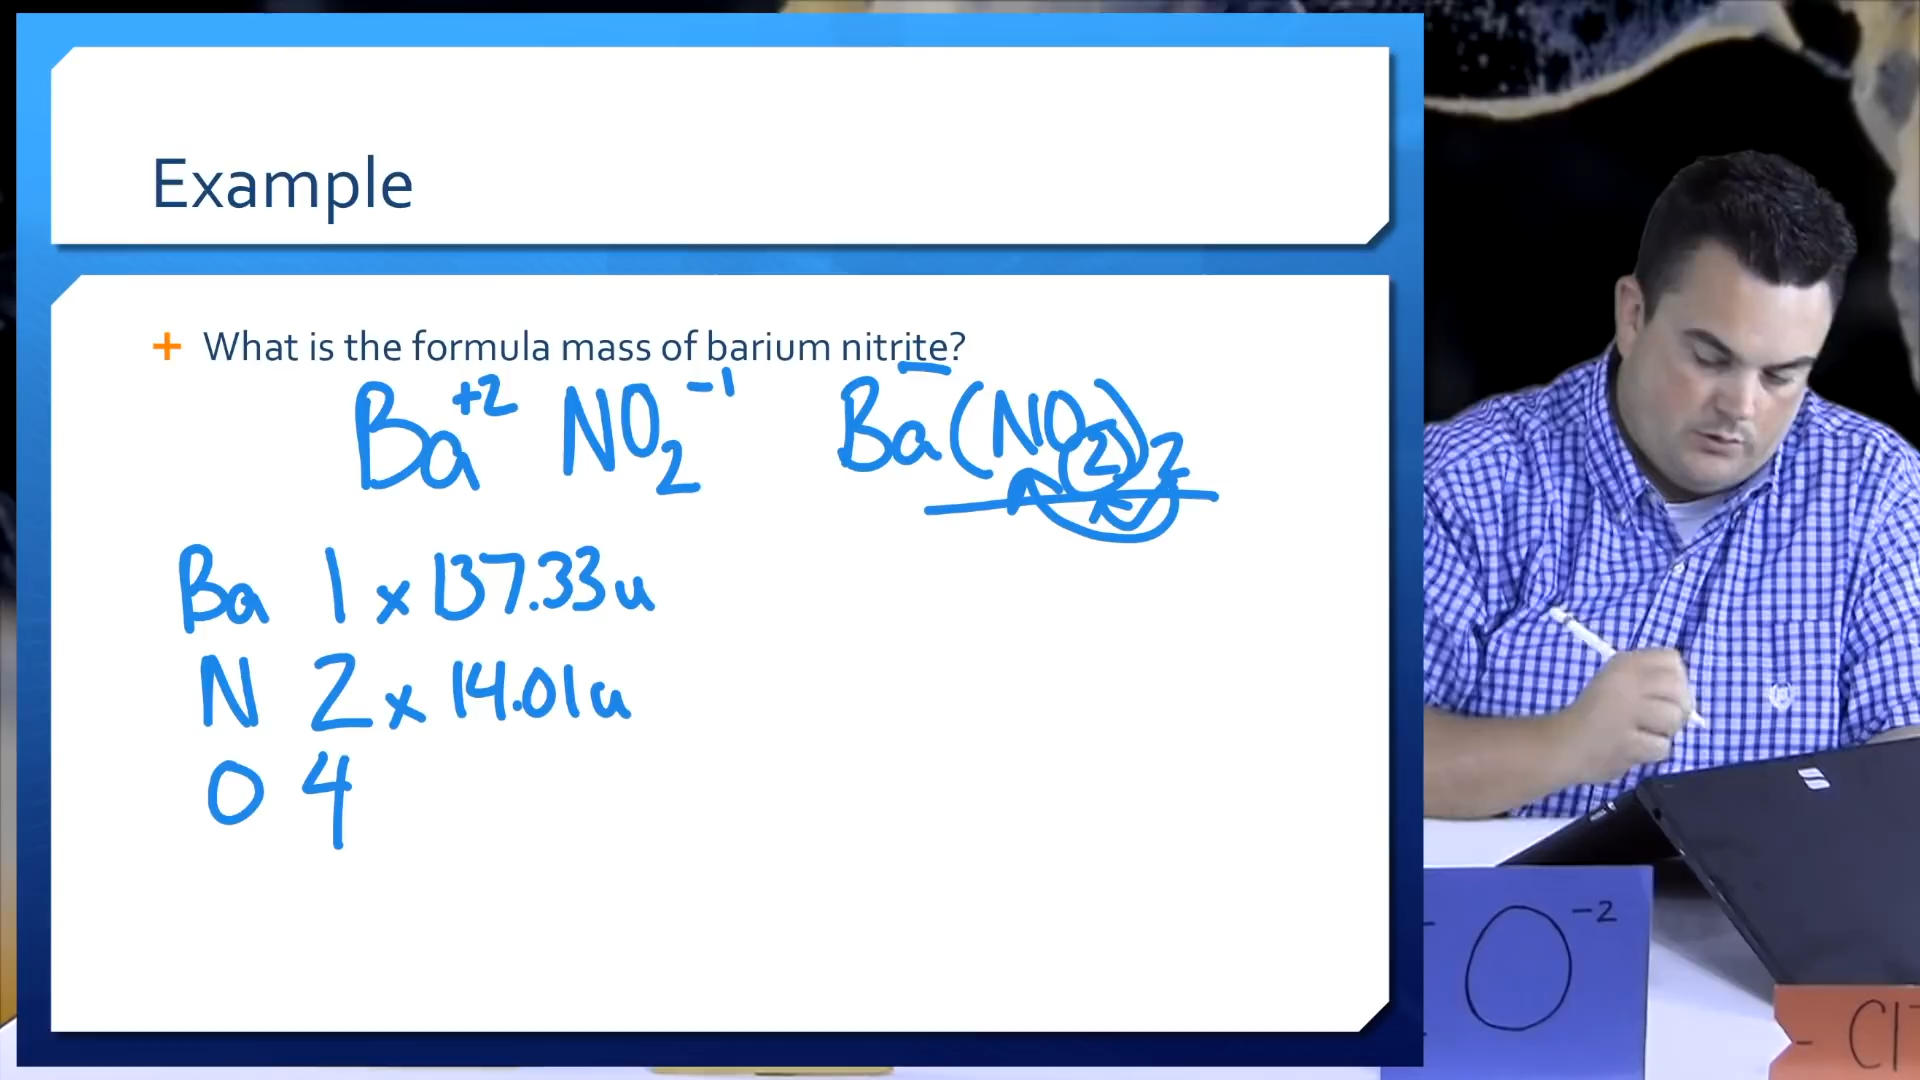 Example
+ What is the formula mass of barium nitrite?
Ba⁺² NO₂⁻¹ Ba(NO₂)₂
Ba 1 x 137.33u
N 2 x 14.01u
O 4
O⁻²
- Cl